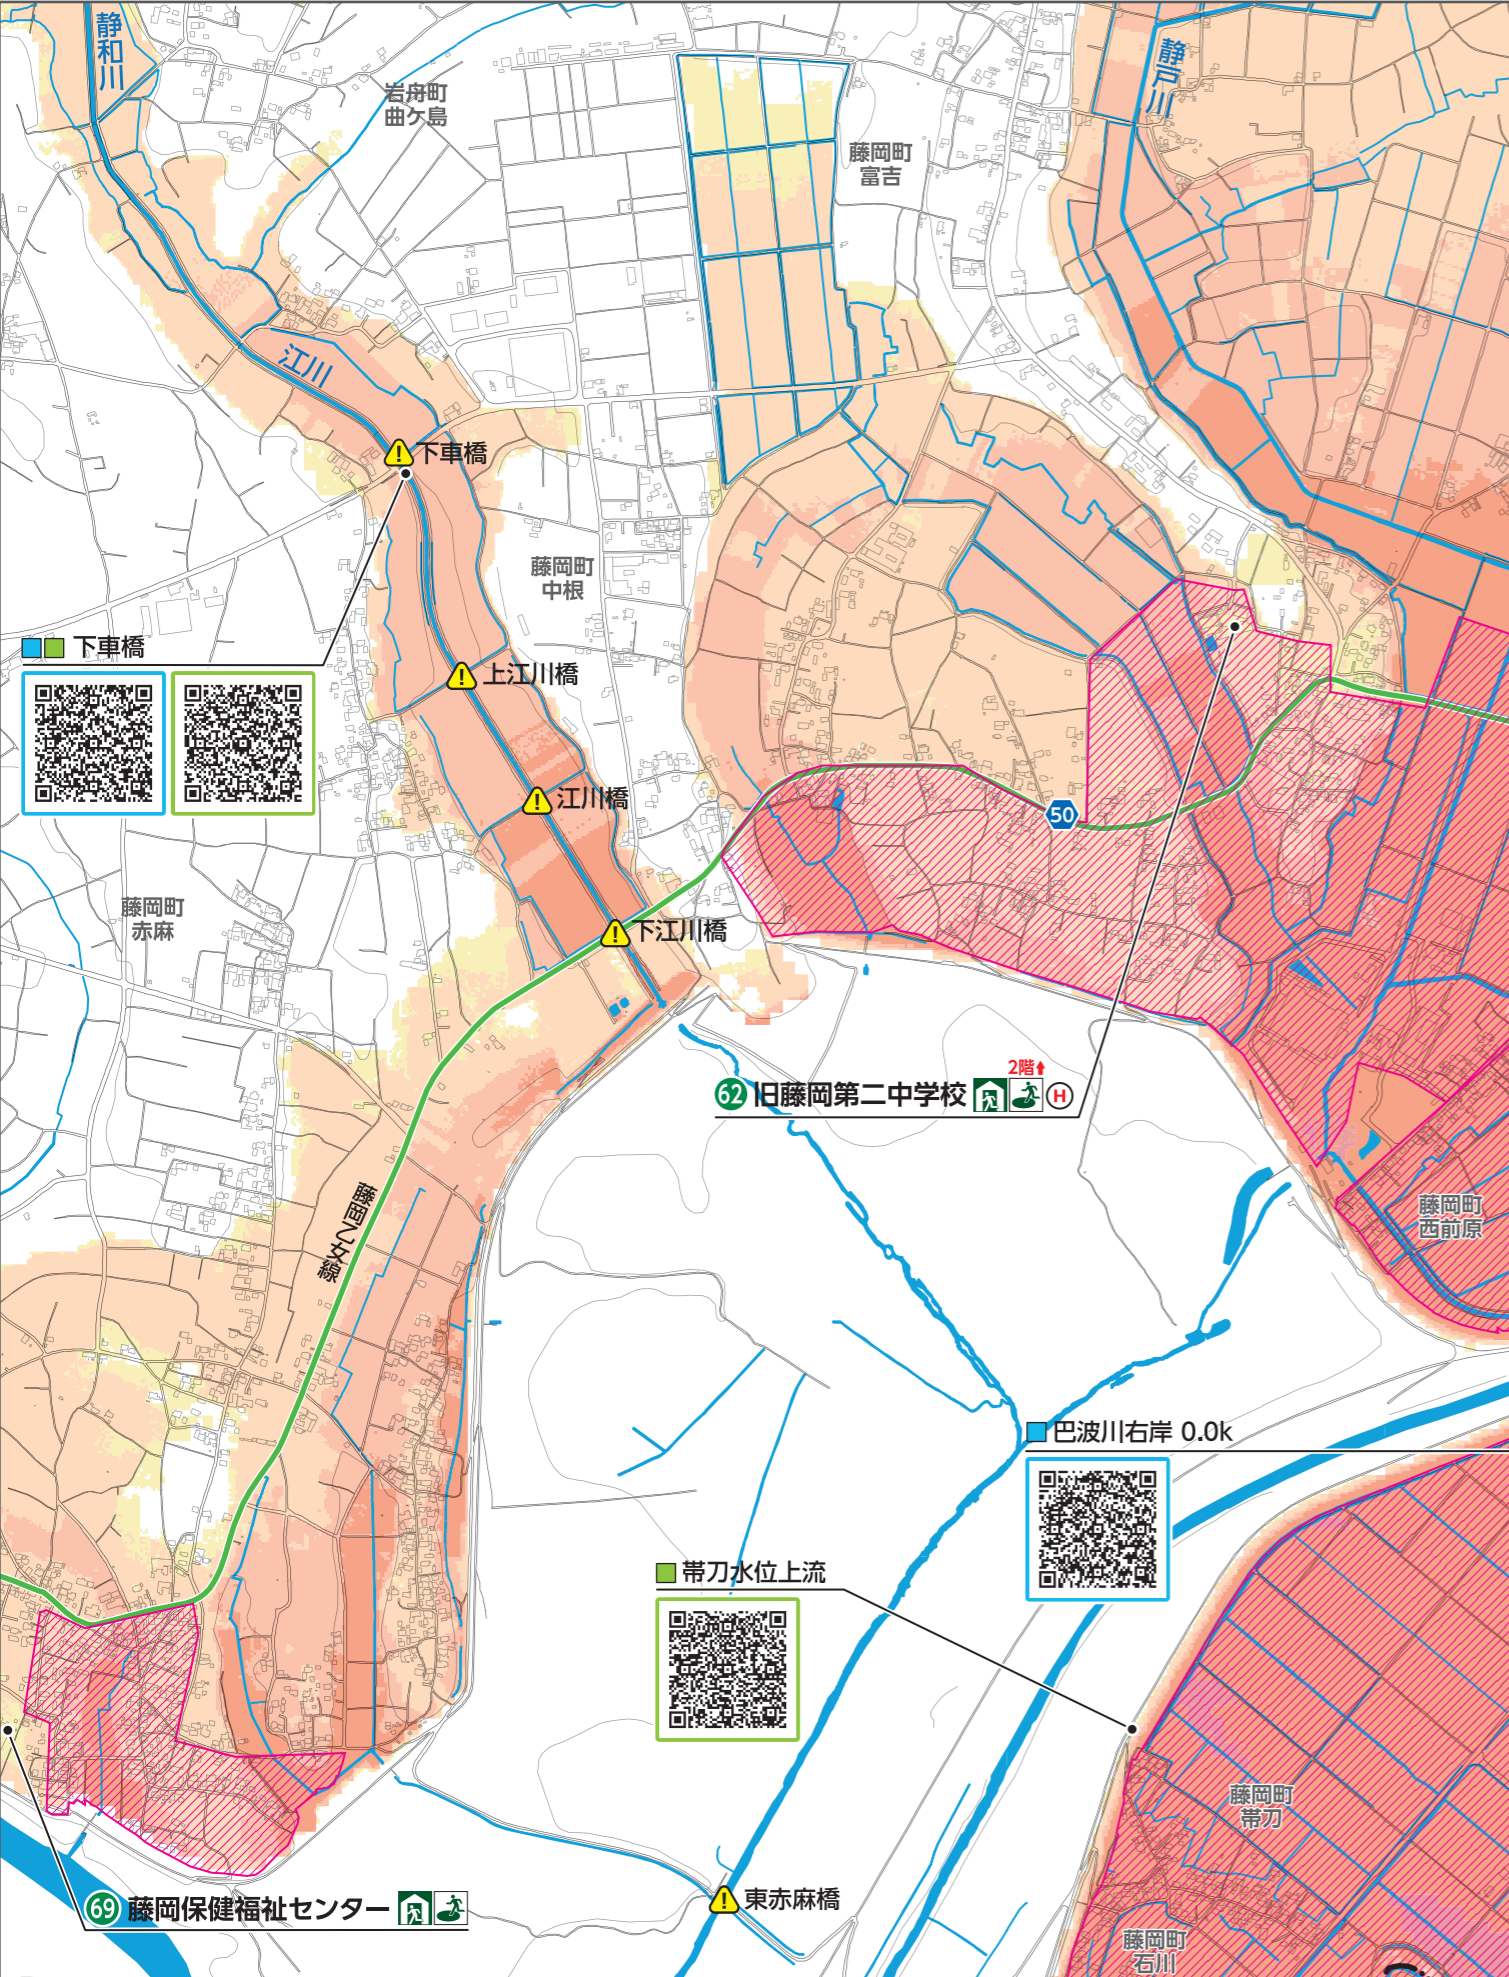 静和川
岩舟町
曲ケ島
静戸川
藤岡町
富吉
江川
下車橋
藤岡町
中根
下車橋
上江川橋
江川橋
50
藤岡町
赤麻
下江川橋
2階
62 旧藤岡第二中学校 H
藤岡乙女線
藤岡町
西前原
巴波川右岸 0.0k
帯刀水位上流
藤岡町
帯刀
69 藤岡保健福祉センター
東赤麻橋
藤岡町
石川